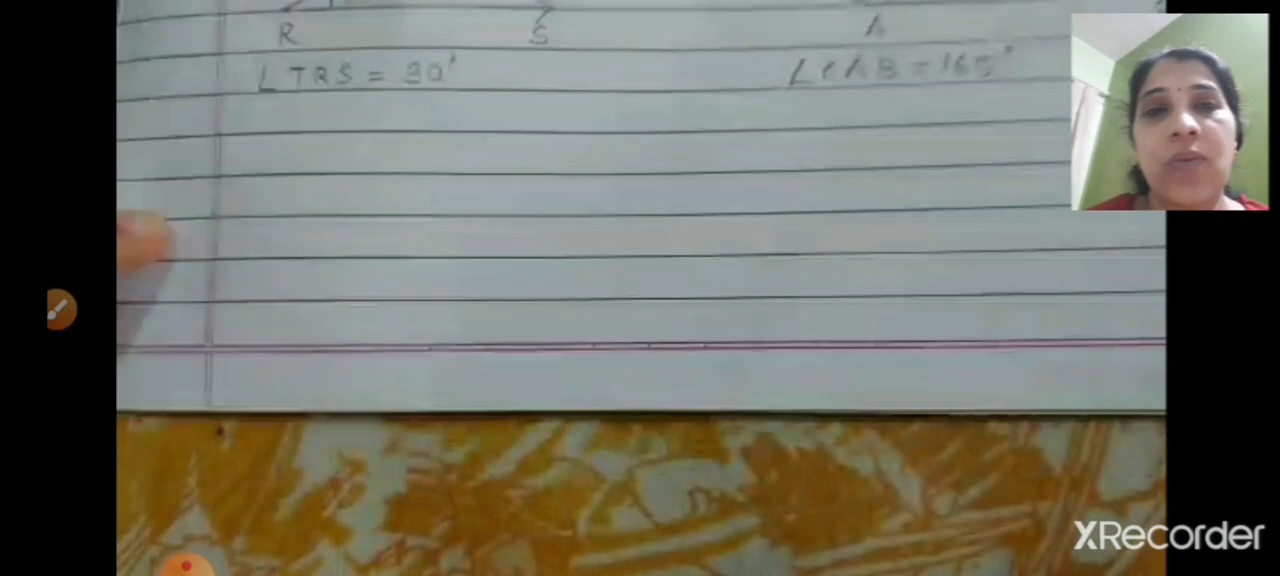 R S A
∠TRS = 30° ∠CAB = 165°
XRecorder